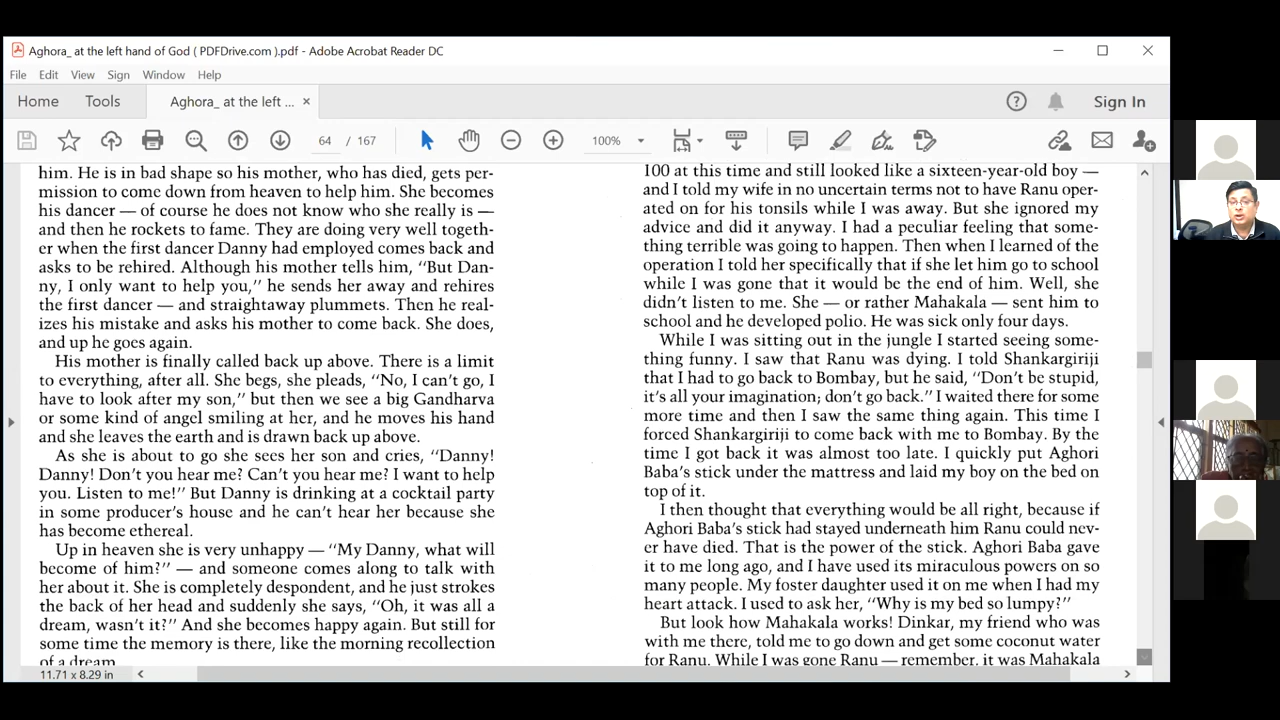 Aghora_ at the left hand of God ( PDFDrive.com ).pdf - Adobe Acrobat Reader DC
File Edit View Sign Window Help
Home Tools Aghora_ at the left ... × Sign In
64 / 167 100%
him. He is in bad shape so his mother, who has died, gets per-
mission to come down from heaven to help him. She becomes
his dancer — of course he does not know who she really is —
and then he rockets to fame. They are doing very well togeth-
er when the first dancer Danny had employed comes back and
asks to be rehired. Although his mother tells him, “But Dan-
ny, I only want to help you,” he sends her away and rehires
the first dancer — and straightaway plummets. Then he real-
izes his mistake and asks his mother to come back. She does,
and up he goes again.
His mother is finally called back up above. There is a limit
to everything, after all. She begs, she pleads, “No, I can’t go, I
have to look after my son,” but then we see a big Gandharva
or some kind of angel smiling at her, and he moves his hand
and she leaves the earth and is drawn back up above.
As she is about to go she sees her son and cries, “Danny!
Danny! Don’t you hear me? Can’t you hear me? I want to help
you. Listen to me!” But Danny is drinking at a cocktail party
in some producer’s house and he can’t hear her because she
has become ethereal.
Up in heaven she is very unhappy — “My Danny, what will
become of him?” — and someone comes along to talk with
her about it. She is completely despondent, and he just strokes
the back of her head and suddenly she says, “Oh, it was all a
dream, wasn’t it?” And she becomes happy again. But still for
some time the memory is there, like the morning recollection
of a dream
100 at this time and still looked like a sixteen-year-old boy —
and I told my wife in no uncertain terms not to have Ranu oper-
ated on for his tonsils while I was away. But she ignored my
advice and did it anyway. I had a peculiar feeling that some-
thing terrible was going to happen. Then when I learned of the
operation I told her specifically that if she let him go to school
while I was gone that it would be the end of him. Well, she
didn’t listen to me. She — or rather Mahakala — sent him to
school and he developed polio. He was sick only four days.
While I was sitting out in the jungle I started seeing some-
thing funny. I saw that Ranu was dying. I told Shankargiriji
that I had to go back to Bombay, but he said, “Don’t be stupid,
it’s all your imagination; don’t go back.” I waited there for some
more time and then I saw the same thing again. This time I
forced Shankargiriji to come back with me to Bombay. By the
time I got back it was almost too late. I quickly put Aghori
Baba’s stick under the mattress and laid my boy on the bed on
top of it.
I then thought that everything would be all right, because if
Aghori Baba’s stick had stayed underneath him Ranu could nev-
er have died. That is the power of the stick. Aghori Baba gave
it to me long ago, and I have used its miraculous powers on so
many people. My foster daughter used it on me when I had my
heart attack. I used to ask her, “Why is my bed so lumpy?”
But look how Mahakala works! Dinkar, my friend who was
with me there, told me to go down and get some coconut water
for Ranu. While I was gone Ranu — remember, it was Mahakala
11.71 x 8.29 in